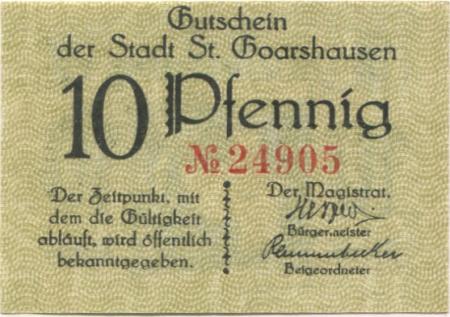 Gutschein
der Stadt St. Goarshausen
10 Pfennig
№ 24905
Der Zeitpunkt, mit
dem die Gültigkeit
abläuft, wird öffentlich
bekanntgegeben.
Der Magistrat.
Bürgermeister
Beigeordneter